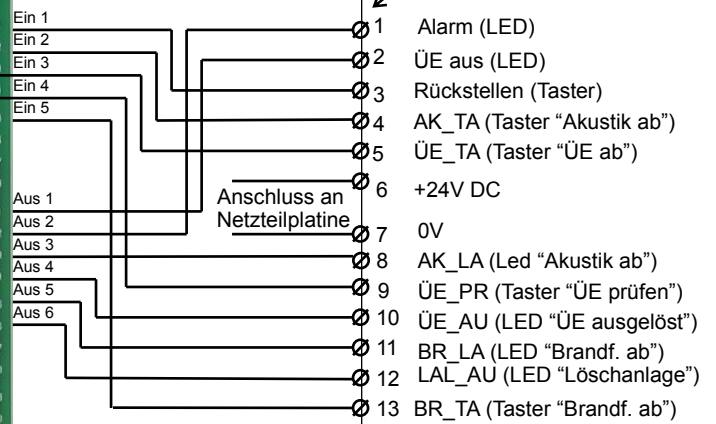 Ein 1
Ein 2
Ein 3
Ein 4
Ein 5
Aus 1
Aus 2
Aus 3
Aus 4
Aus 5
Aus 6
Anschluss an
Netzteilplatine
1 Alarm (LED)
2 ÜE aus (LED)
3 Rückstellen (Taster)
4 AK_TA (Taster “Akustik ab”)
5 ÜE_TA (Taster “ÜE ab”)
6 +24V DC
7 0V
8 AK_LA (Led “Akustik ab”)
9 ÜE_PR (Taster “ÜE prüfen”)
10 ÜE_AU (LED “ÜE ausgelöst”)
11 BR_LA (LED “Brandf. ab”)
12 LAL_AU (LED “Löschanlage”)
13 BR_TA (Taster “Brandf. ab”)